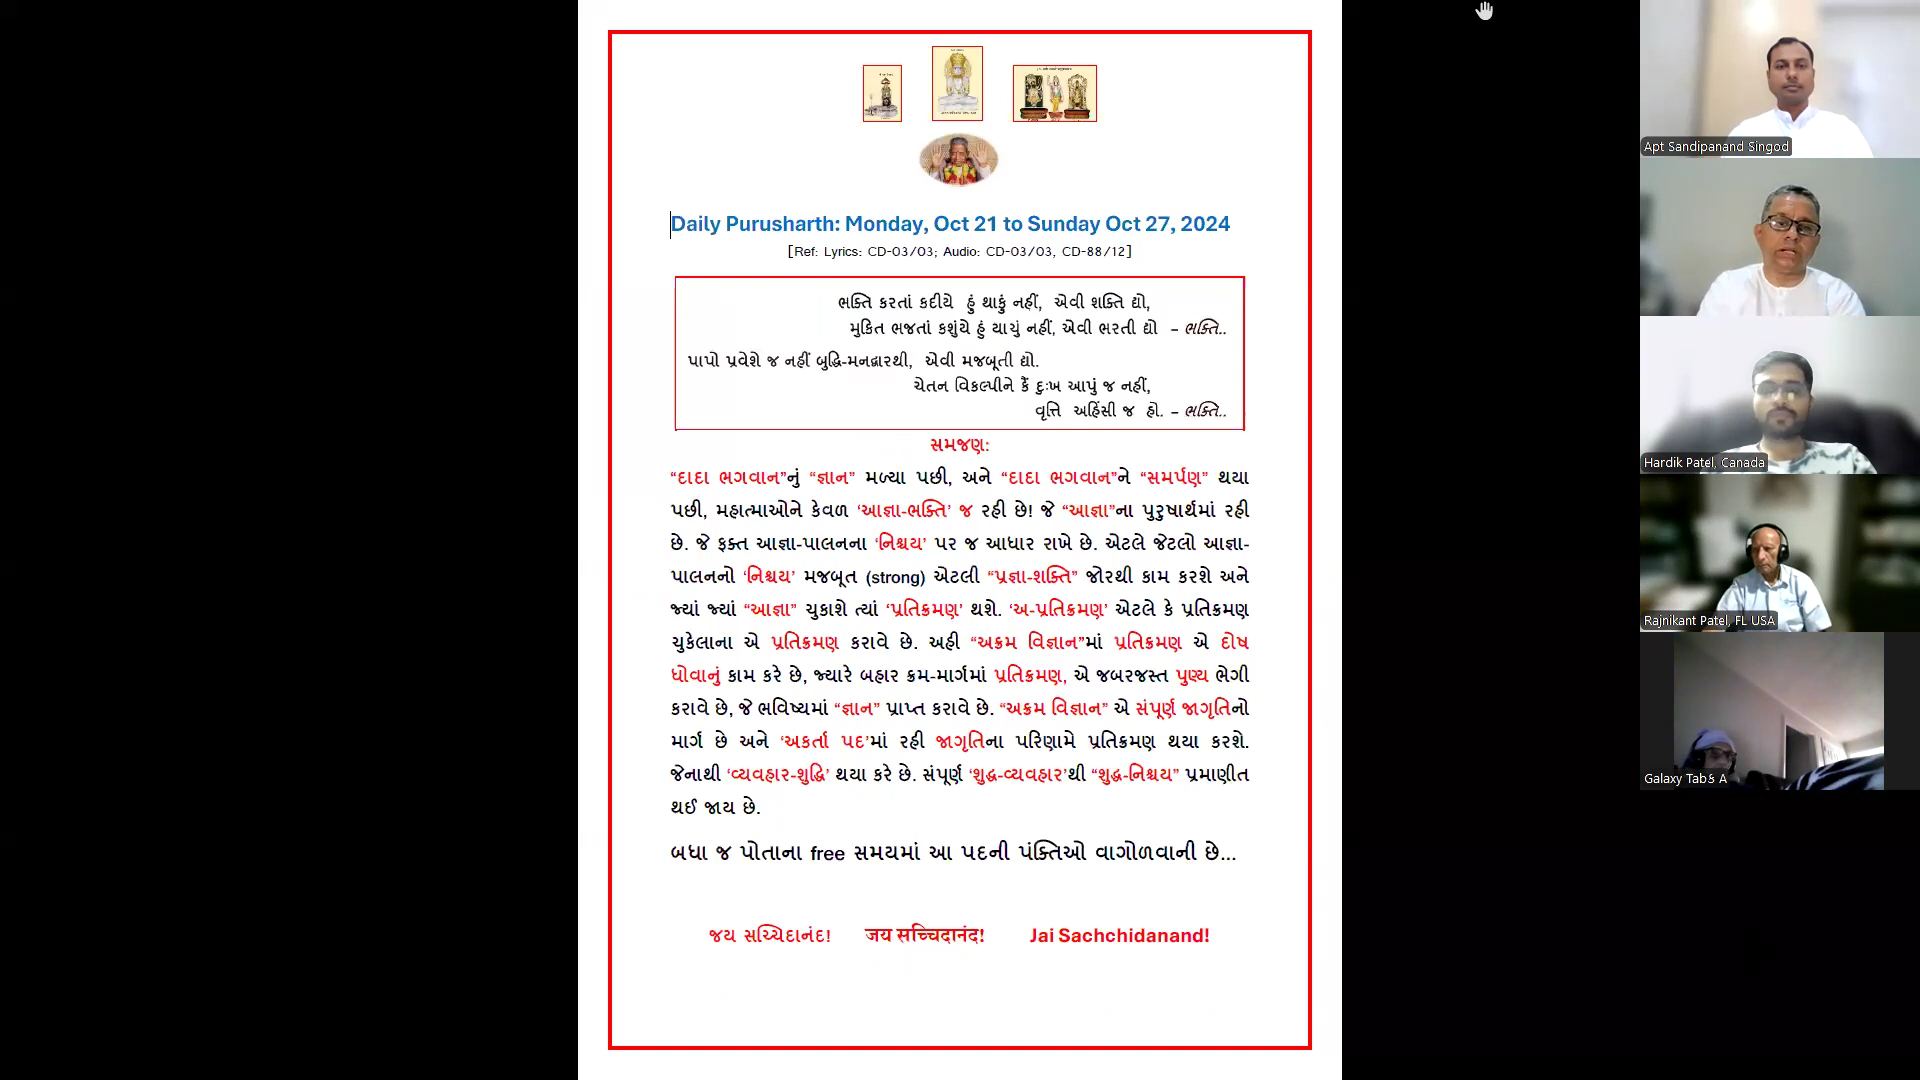 Daily Purusharth: Monday, Oct 21 to Sunday Oct 27, 2024
[Ref: Lyrics: CD-03/03; Audio: CD-03/03, CD-88/12]
ભક્તિ કરતાં કદીયે હું થાકું નહીં, એવી શક્તિ દ્યો,
મુકિત ભજતાં કશુંયે હું યાચું નહીં, એવી ભરતી દ્યો – ભક્તિ..
પાપો પ્રવેશે જ નહીં બુદ્ધિ-મનદ્વારથી, એવી મજબૂતી દ્યો.
ચેતન વિકલ્પીને કૈં દુઃખ આપું જ નહીં,
વૃત્તિ અહિંસી જ હો. – ભક્તિ..
સમજણ:
“દાદા ભગવાન”નું “જ્ઞાન” મળ્યા પછી, અને “દાદા ભગવાન”ને “સમર્પણ” થયા
પછી, મહાત્માઓને કેવળ ‘આજ્ઞા-ભક્તિ’ જ રહી છે! જે “આજ્ઞા”ના પુરુષાર્થમાં રહી
છે. જે ફક્ત આજ્ઞા-પાલનના ‘નિશ્ચય’ પર જ આધાર રાખે છે. એટલે જેટલો આજ્ઞા-
પાલનનો ‘નિશ્ચય’ મજબૂત (strong) એટલી “પ્રજ્ઞા-શક્તિ” જોરથી કામ કરશે અને
જ્યાં જ્યાં “આજ્ઞા” ચુકાશે ત્યાં ‘પ્રતિક્રમણ’ થશે. ‘અ-પ્રતિક્રમણ’ એટલે કે પ્રતિક્રમણ
ચુકેલાના એ પ્રતિક્રમણ કરાવે છે. અહી “અક્રમ વિજ્ઞાન”માં પ્રતિક્રમણ એ દોષ
ધોવાનું કામ કરે છે, જ્યારે બહાર ક્રમ-માર્ગમાં પ્રતિક્રમણ, એ જબરજસ્ત પુણ્ય ભેગી
કરાવે છે, જે ભવિષ્યમાં “જ્ઞાન” પ્રાપ્ત કરાવે છે. “અક્રમ વિજ્ઞાન” એ સંપૂર્ણ જાગૃતિનો
માર્ગ છે અને ‘અકર્તા પદ’માં રહી જાગૃતિના પરિણામે પ્રતિક્રમણ થયા કરશે.
જેનાથી ‘વ્યવહાર-શુદ્ધિ’ થયા કરે છે. સંપૂર્ણ ‘શુદ્ધ-વ્યવહાર’થી “શુદ્ધ-નિશ્ચય” પ્રમાણીત
થઈ જાય છે.
બધા જ પોતાના free સમયમાં આ પદની પંક્તિઓ વાગોળવાની છે...
જય સચ્ચિદાનંદ! जय सच्चिदानंद! Jai Sachchidanand!
Apt Sandipanand Singod
Hardik Patel, Canada
Rajnikant Patel, FL USA
Galaxy Tab૬ A